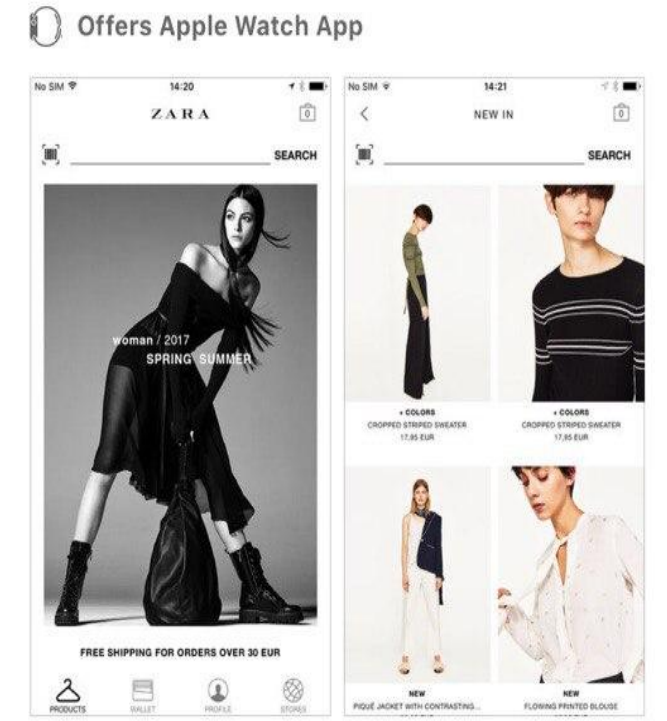 Offers Apple Watch App
No SIM 14:20
ZARA
0
SEARCH
woman / 2017
SPRING SUMMER
FREE SHIPPING FOR ORDERS OVER 30 EUR
PRODUCTS WALLET PROFILE STORES
No SIM 14:21
NEW IN
0
SEARCH
+ COLORS
CROPPED STRIPED SWEATER
17,95 EUR
+ COLORS
CROPPED STRIPED SWEATER
17,95 EUR
NEW
PIQUÉ JACKET WITH CONTRASTING...
NEW
FLOWING PRINTED BLOUSE